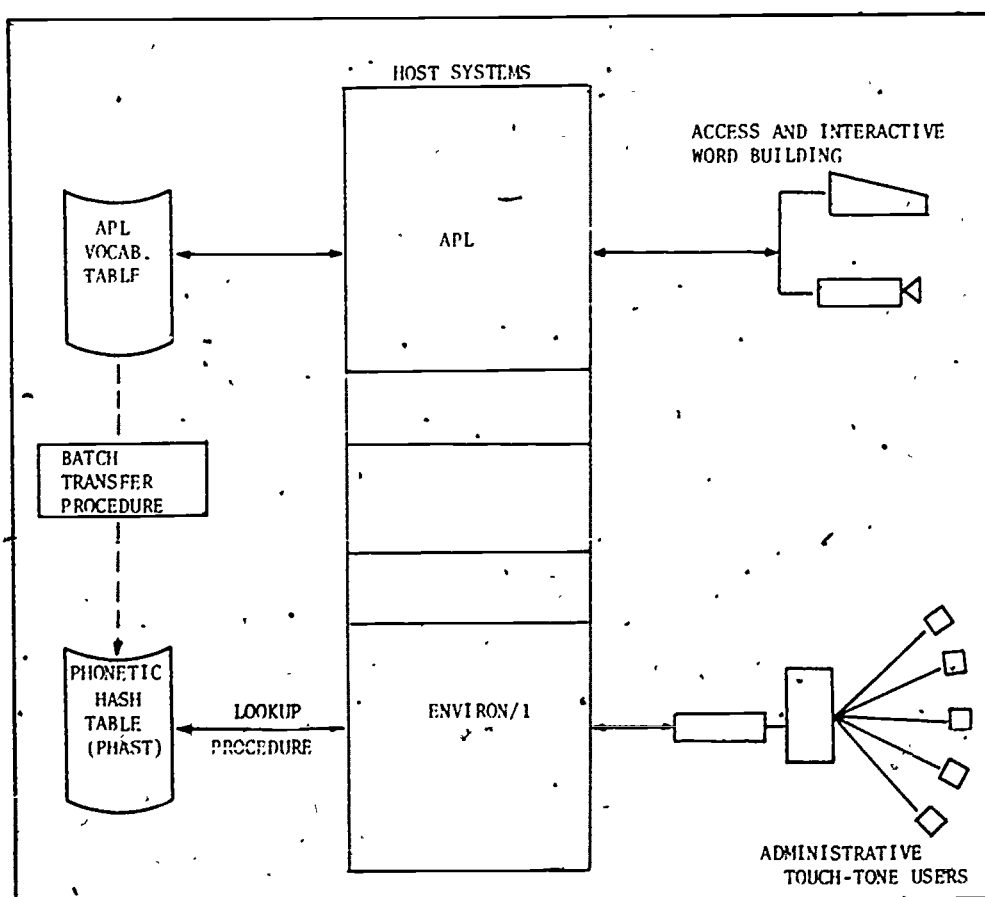 HOST SYSTEMS
ACCESS AND INTERACTIVE
WORD BUILDING
APL
VOCAB.
TABLE
APL
BATCH
TRANSFER
PROCEDURE
PHONETIC
HASH
TABLE
(PHAST)
LOOKUP
PROCEDURE
ENVIRON/1
ADMINISTRATIVE
TOUCH-TONE USERS